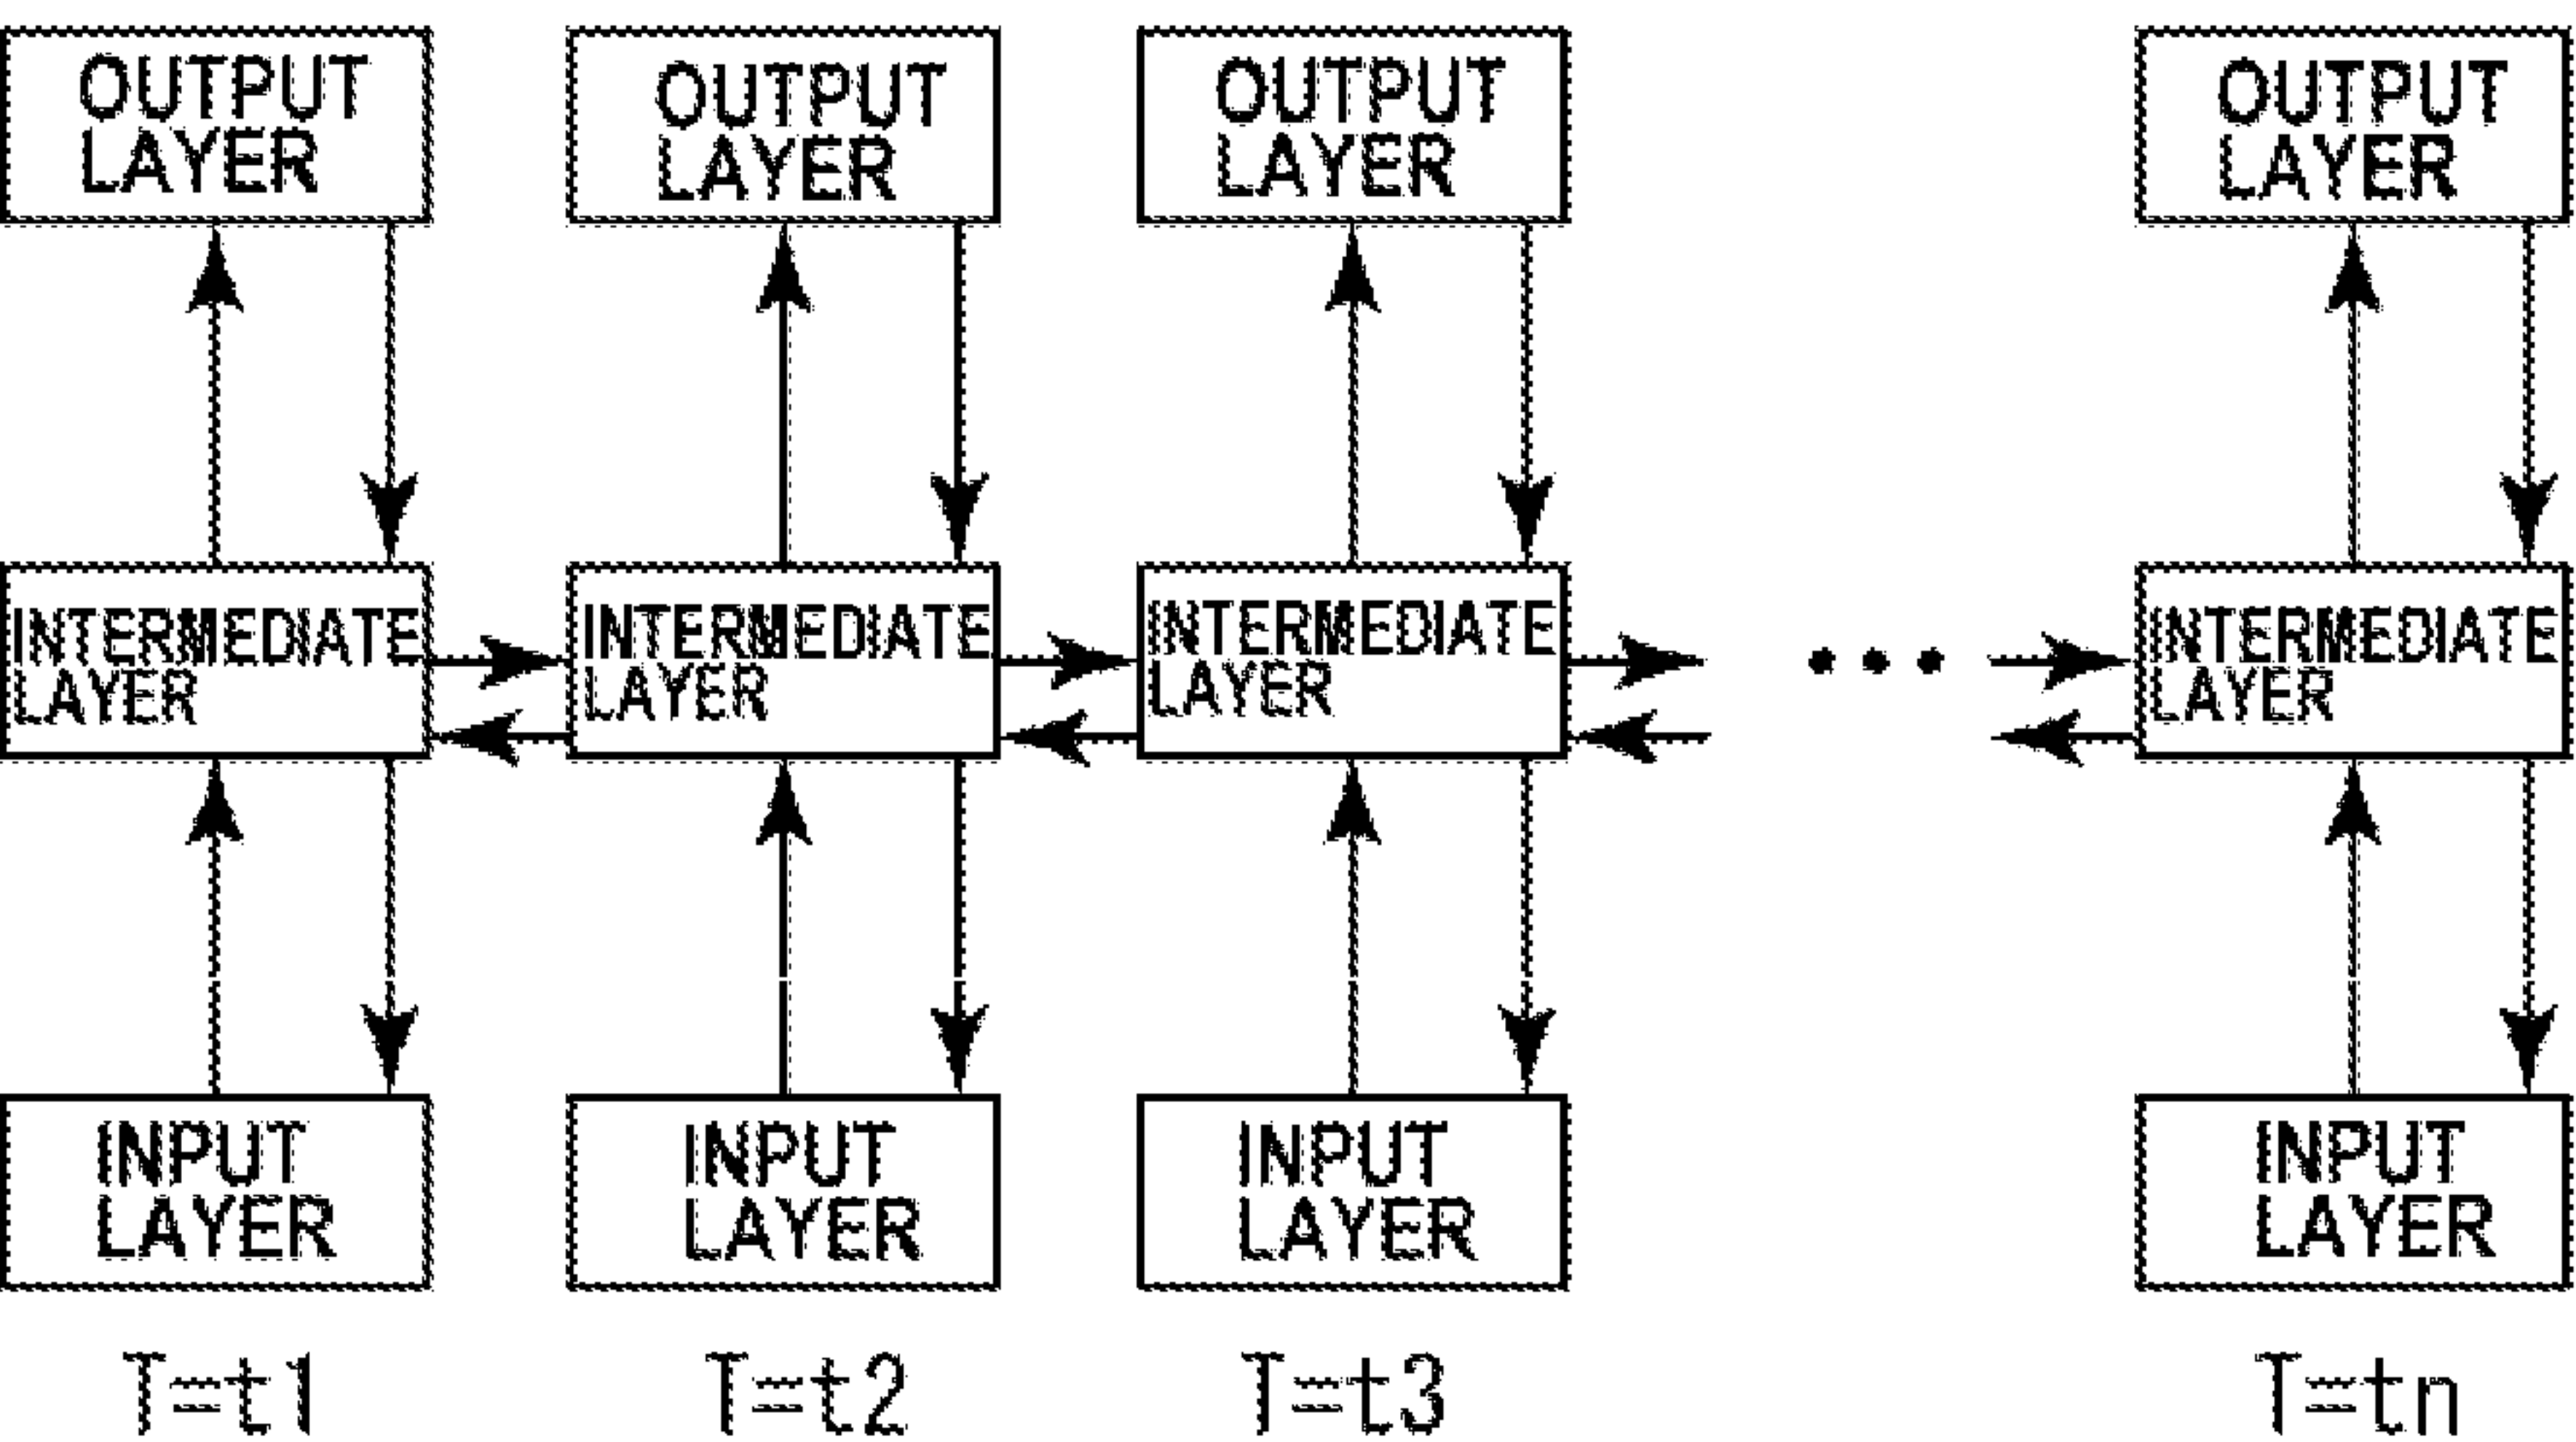 OUTPUT
LAYER
OUTPUT
LAYER
OUTPUT
LAYER
OUTPUT
LAYER
INTERMEDIATE
LAYER
INTERMEDIATE
LAYER
INTERMEDIATE
LAYER
• • •
INTERMEDIATE
LAYER
INPUT
LAYER
INPUT
LAYER
INPUT
LAYER
INPUT
LAYER
T=t1
T=t2
T=t3
T=tn